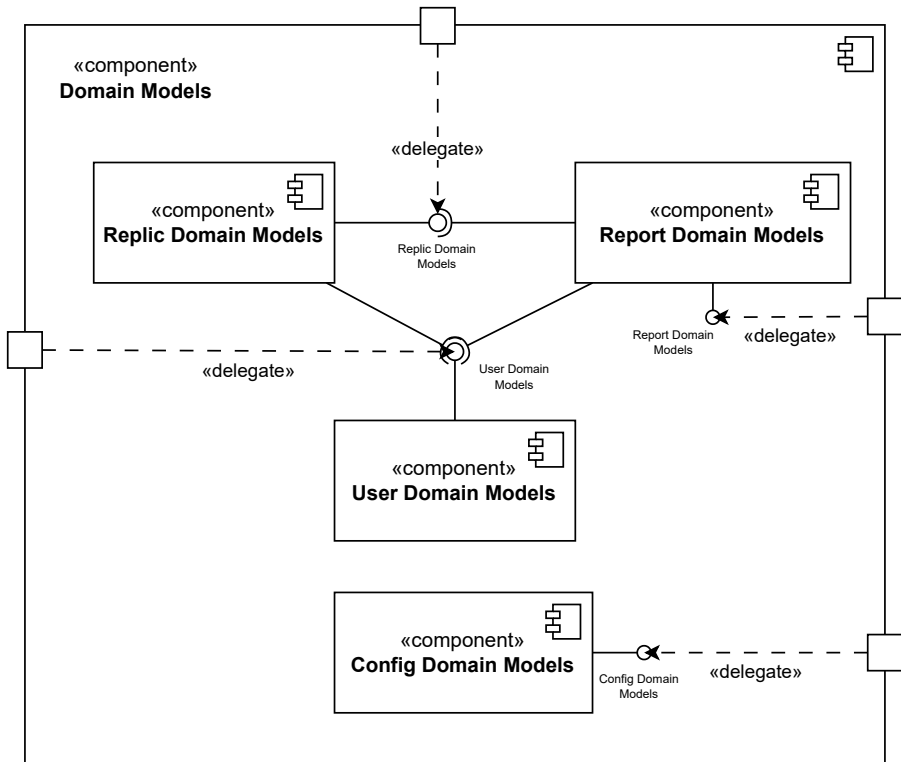 «component»
Domain Models
«delegate»
«component»
Replic Domain Models
«component»
Report Domain Models
Replic Domain
Models
Report Domain
Models
«delegate»
«delegate»
User Domain
Models
«component»
User Domain Models
«component»
Config Domain Models
Config Domain
Models
«delegate»